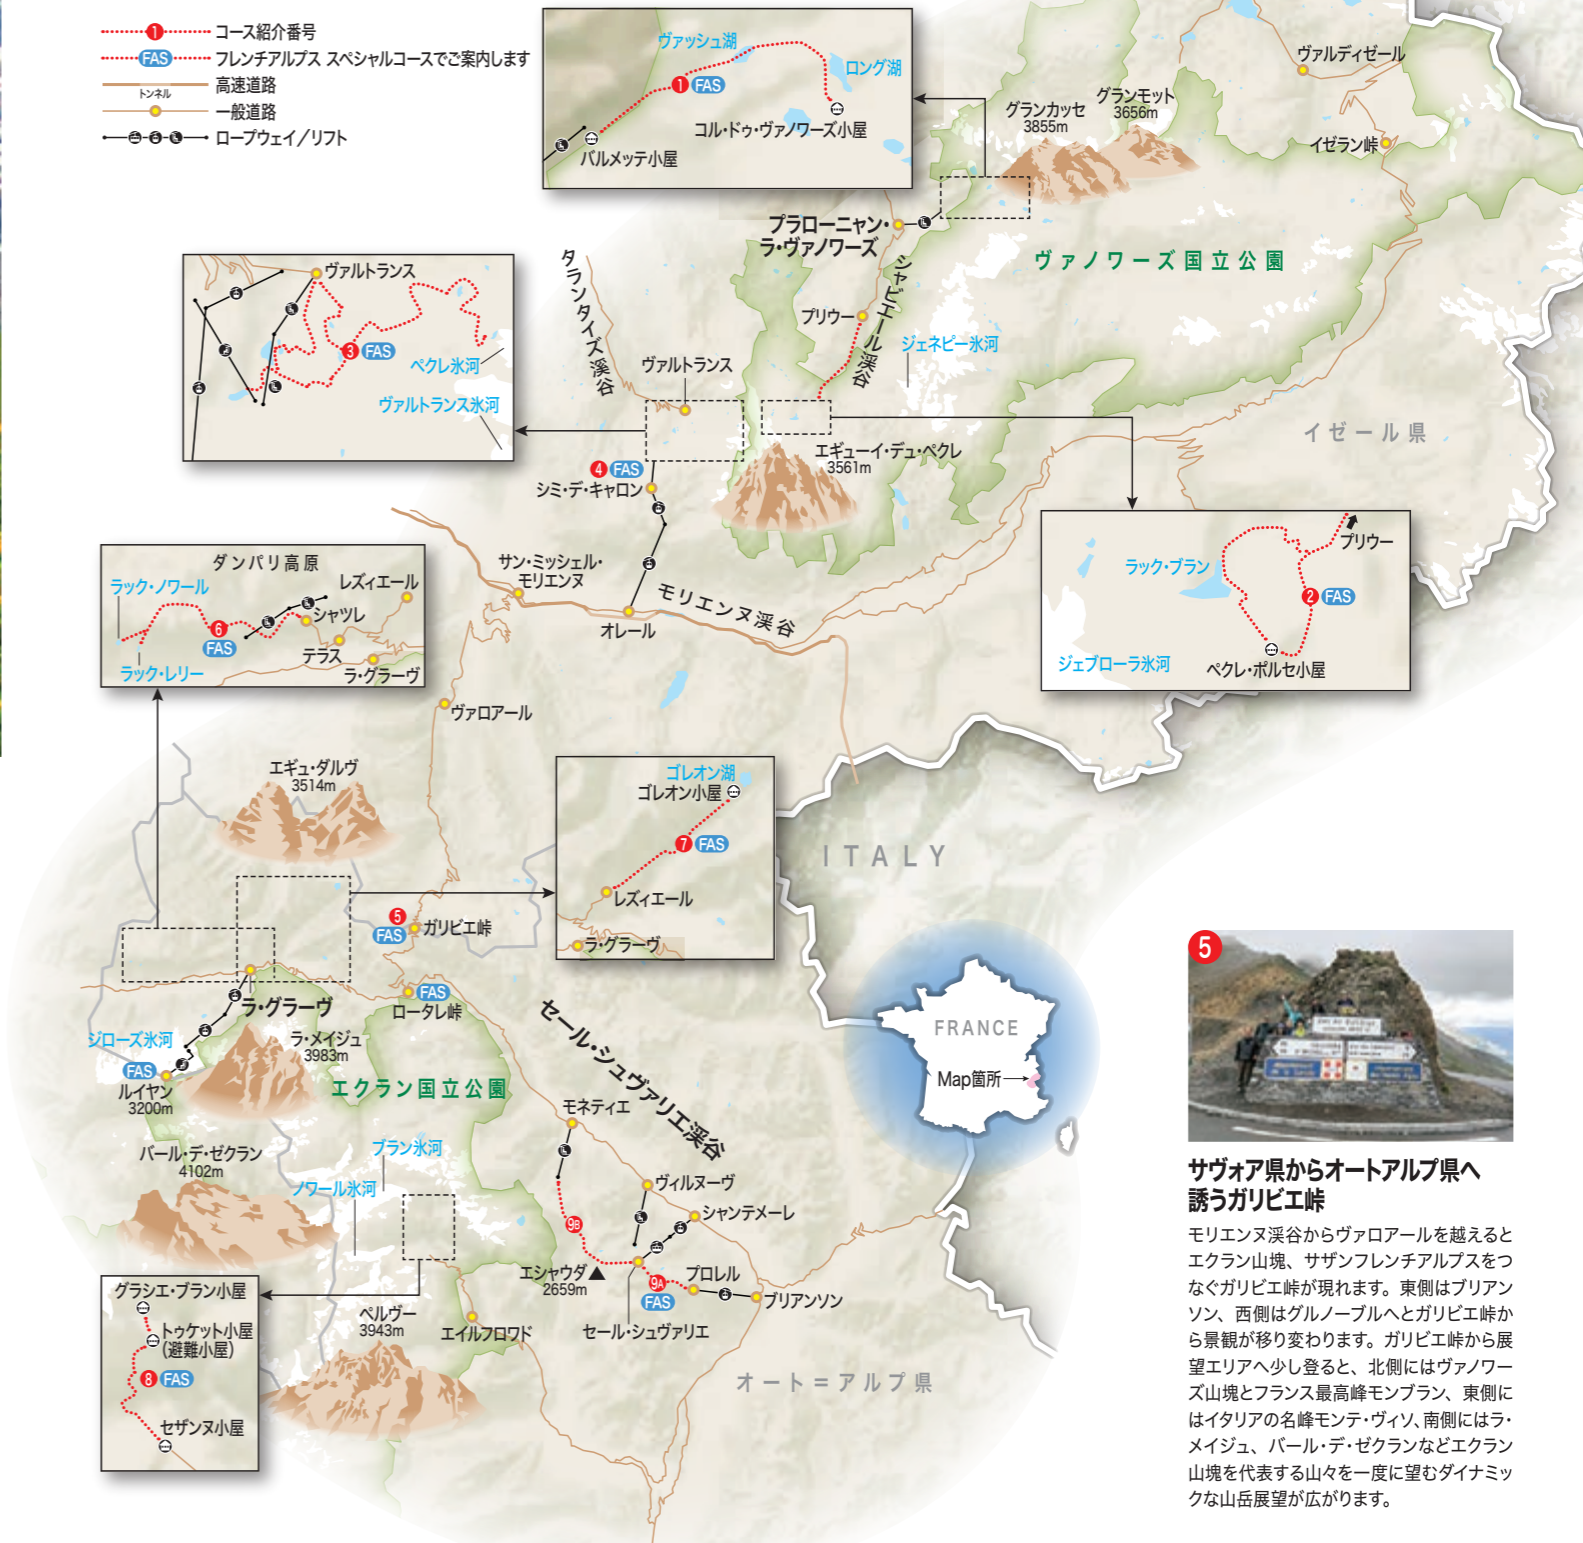 1 コース紹介番号
FAS フレンチアルプス スペシャルコースでご案内します
高速道路
トンネル
一般道路
ロープウェイ／リフト
ヴァッシュ湖
ロング湖
1 FAS
コル・ドゥ・ヴァノワーズ小屋
バルメッテ小屋
ヴァルディゼール
グランカッセ
3855m
グランモット
3656m
イゼラン峠
プラローニャン・
ラ・ヴァノワーズ
ヴァノワーズ国立公園
タランタイズ渓谷
シャビエール渓谷
プリウー
ジェネピー氷河
ヴァルトランス
3 FAS
ペクレ氷河
ヴァルトランス氷河
ヴァルトランス
イゼール県
エギューイ・デュ・ペクレ
3561m
4 FAS
シミ・デ・キャロン
プリウー
ラック・ブラン
2 FAS
ジェブローラ氷河
ペクレ・ポルセ小屋
サン・ミッシェル・
モリエンヌ
オレール
モリエンヌ渓谷
ダンパリ高原
ラック・ノワール
レズィエール
シャツレ
6
FAS
テラス
ラック・レリー
ラ・グラーヴ
ヴァロアール
エギュ・ダルヴ
3514m
ゴレオン湖
ゴレオン小屋
7 FAS
レズィエール
ラ・グラーヴ
ITALY
5
FAS
ガリビエ峠
FAS
ロータレ峠
ラ・グラーヴ
ジローズ氷河
ラ・メイジュ
3983m
FAS
ルイヤン
3200m
エクラン国立公園
セール・シュヴァリエ渓谷
FRANCE
Map箇所
モネティエ
バール・デ・ゼクラン
4102m
ブラン氷河
ノワール氷河
ヴィルヌーヴ
シャンテメーレ
9B
エシャウダ▲
2659m
9A
FAS
プロレル
ブリアンソン
セール・シュヴァリエ
グラシエ・ブラン小屋
トゥケット小屋
(避難小屋)
8 FAS
セザンヌ小屋
ペルヴー
3943m
エイルフロワド
オート＝アルプ県
5
サヴォア県からオートアルプ県へ
誘うガリビエ峠
モリエンヌ渓谷からヴァロアールを越えると
エクラン山塊、サザンフレンチアルプスをつ
なぐガリビエ峠が現れます。東側はブリアン
ソン、西側はグルノーブルへとガリビエ峠か
ら景観が移り変わります。ガリビエ峠から展
望エリアへ少し登ると、北側にはヴァノワー
ズ山塊とフランス最高峰モンブラン、東側に
はイタリアの名峰モンテ・ヴィソ、南側にはラ・
メイジュ、バール・デ・ゼクランなどエクラン
山塊を代表する山々を一度に望むダイナミッ
クな山岳展望が広がります。